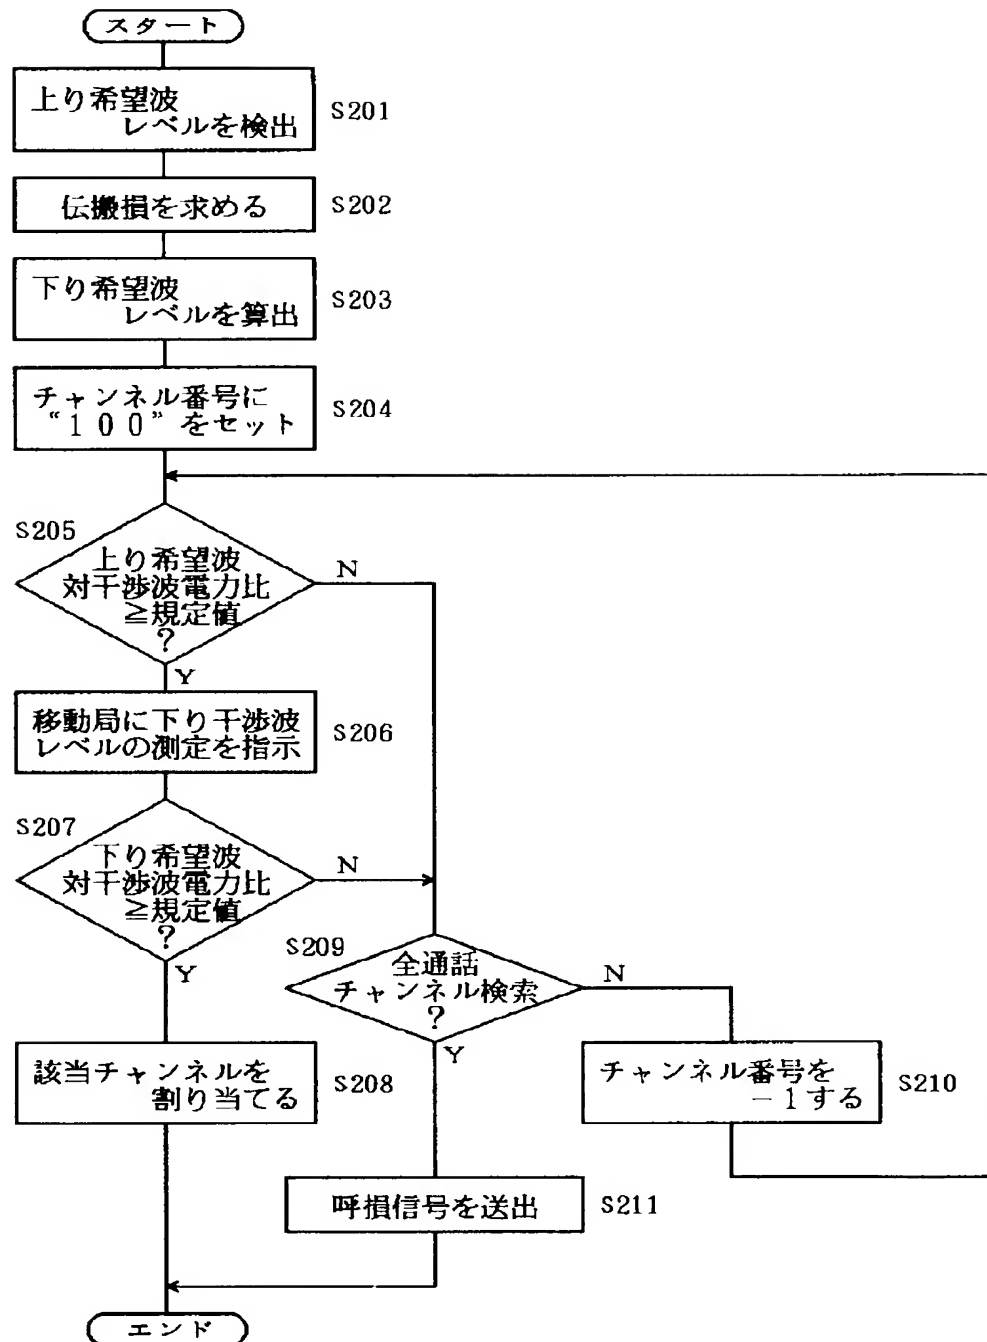 スタート
上り希望波
レベルを検出
S201
伝搬損を求める
S202
下り希望波
レベルを算出
S203
チャンネル番号に
“100”をセット
S204
S205
上り希望波
対干渉波電力比
≧規定値
?
N
Y
移動局に下り干渉波
レベルの測定を指示
S206
S207
下り希望波
対干渉波電力比
≧規定値
?
N
Y
S209
全通話
チャンネル検索
?
N
Y
該当チャンネルを
割り当てる
S208
チャンネル番号を
-1する
S210
呼損信号を送出
S211
エンド